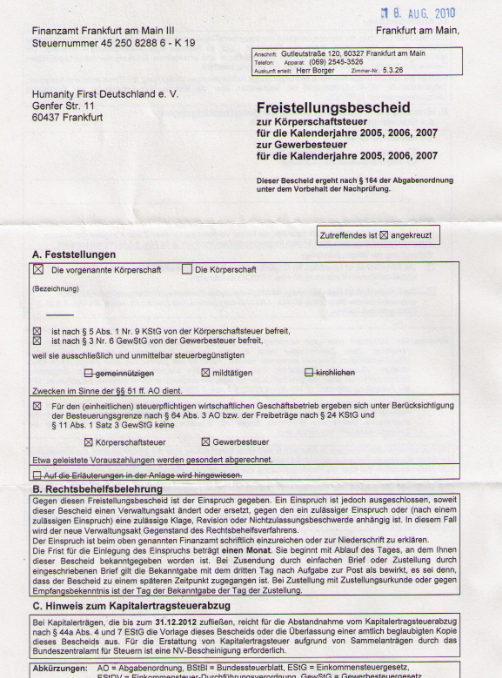 18. AUG. 2010
Finanzamt Frankfurt am Main III
Frankfurt am Main,
Steuernummer 45 250 8288 6 - K 19
Anschrift: Gutleutstraße 120, 60327 Frankfurt am Main
Telefon: Apparat: (069) 2545-3526
Auskunft erteilt: Herr Borger Zimmer-Nr. 5.3.26
Humanity First Deutschland e. V.
Genfer Str. 11
60437 Frankfurt
Freistellungsbescheid
zur Körperschaftsteuer
für die Kalenderjahre 2005, 2006, 2007
zur Gewerbesteuer
für die Kalenderjahre 2005, 2006, 2007
Dieser Bescheid ergeht nach § 164 der Abgabenordnung
unter dem Vorbehalt der Nachprüfung.
Zutreffendes ist ☒ angekreuzt
A. Feststellungen
☒ Die vorgenannte Körperschaft ☐ Die Körperschaft
(Bezeichnung)
☒ ist nach § 5 Abs. 1 Nr. 9 KStG von der Körperschaftsteuer befreit,
☒ ist nach § 3 Nr. 6 GewStG von der Gewerbesteuer befreit,
weil sie ausschließlich und unmittelbar steuerbegünstigten
☐ gemeinnützigen ☒ mildtätigen ☐ kirchlichen
Zwecken im Sinne der §§ 51 ff. AO dient.
☒ Für den (einheitlichen) steuerpflichtigen wirtschaftlichen Geschäftsbetrieb ergeben sich unter Berücksichtigung
der Besteuerungsgrenze nach § 64 Abs. 3 AO bzw. der Freibeträge nach § 24 KStG und
§ 11 Abs. 1 Satz 3 GewStG keine
☒ Körperschaftsteuer ☒ Gewerbesteuer
Etwa geleistete Vorauszahlungen werden gesondert abgerechnet.
☐ Auf die Erläuterungen in der Anlage wird hingewiesen.
B. Rechtsbehelfsbelehrung
Gegen diesen Freistellungsbescheid ist der Einspruch gegeben. Ein Einspruch ist jedoch ausgeschlossen, soweit
dieser Bescheid einen Verwaltungsakt ändert oder ersetzt, gegen den ein zulässiger Einspruch oder (nach einem
zulässigen Einspruch) eine zulässige Klage, Revision oder Nichtzulassungsbeschwerde anhängig ist. In diesem Fall
wird der neue Verwaltungsakt Gegenstand des Rechtsbehelfsverfahrens.
Der Einspruch ist beim oben genannten Finanzamt schriftlich einzureichen oder zur Niederschrift zu erklären.
Die Frist für die Einlegung des Einspruchs beträgt einen Monat. Sie beginnt mit Ablauf des Tages, an dem Ihnen
dieser Bescheid bekanntgegeben worden ist. Bei Zusendung durch einfachen Brief oder Zustellung durch
eingeschriebenen Brief gilt die Bekanntgabe mit dem dritten Tag nach Aufgabe zur Post als bewirkt, es sei denn,
dass der Bescheid zu einem späteren Zeitpunkt zugegangen ist. Bei Zustellung mit Zustellungsurkunde oder gegen
Empfangsbekenntnis ist der Tag der Bekanntgabe der Tag der Zustellung.
C. Hinweis zum Kapitalertragsteuerabzug
Bei Kapitalerträgen, die bis zum 31.12.2012 zufließen, reicht für die Abstandnahme vom Kapitalertragsteuerabzug
nach § 44a Abs. 4 und 7 EStG die Vorlage dieses Bescheids oder die Überlassung einer amtlich beglaubigten Kopie
dieses Bescheids aus. Für die Erstattung von Kapitalertragsteuer aufgrund von Sammelanträgen durch das
Bundeszentralamt für Steuern ist eine NV-Bescheinigung erforderlich.
Abkürzungen: AO = Abgabenordnung, BStBl = Bundessteuerblatt, EStG = Einkommensteuergesetz,
EStDV = Einkommensteuer-Durchführungsverordnung, GewStG = Gewerbesteuergesetz